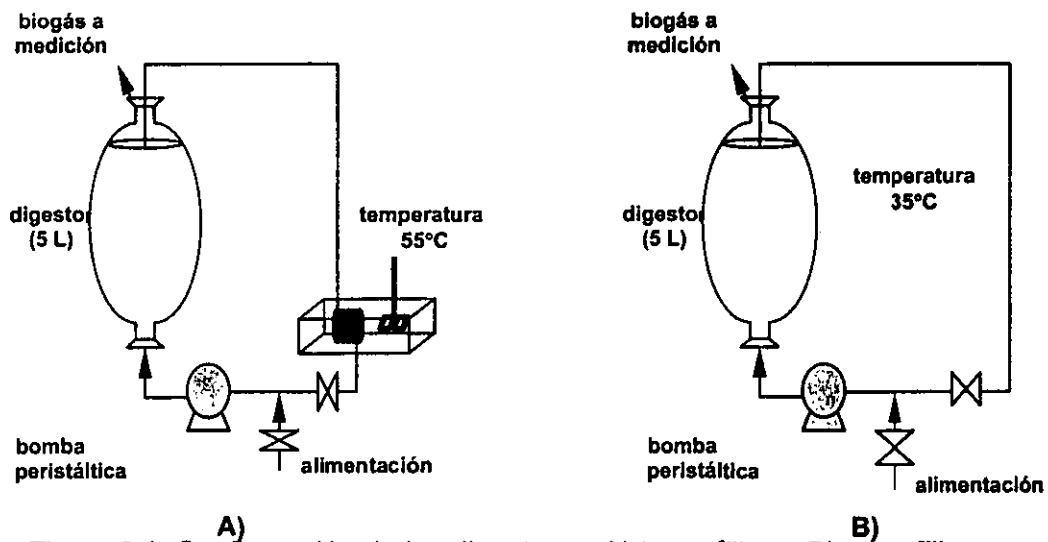 biogás a
medición
digestor
(5 L)
temperatura
55°C
bomba
peristáltica
alimentación
A)
biogás a
medición
digestor
(5 L)
temperatura
35°C
bomba
peristáltica
alimentación
B)